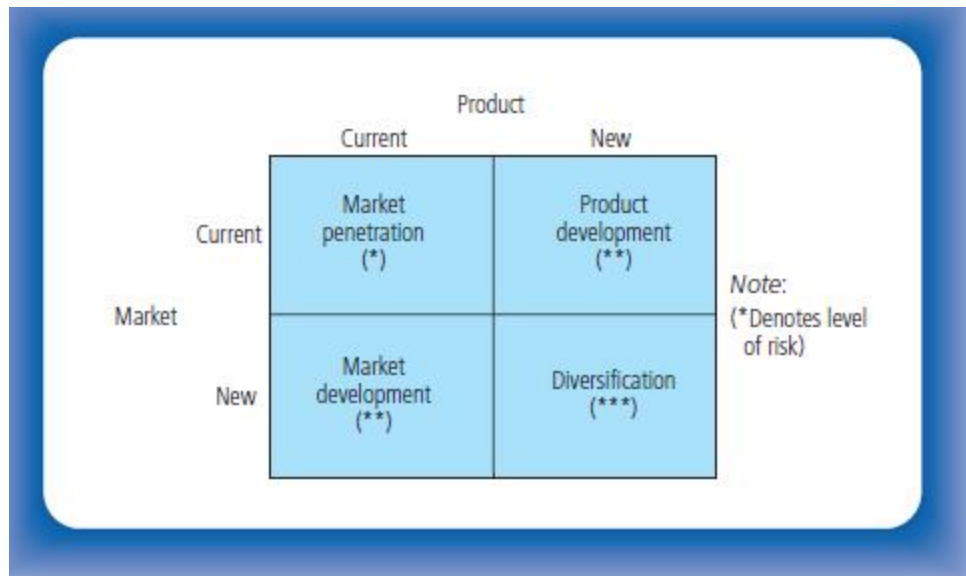 Product
Current New
Market
penetration
(*)
Product
development
(**)
Current
Market
New
Market
development
(**)
Diversification
(***)
Note:
(*Denotes level
of risk)